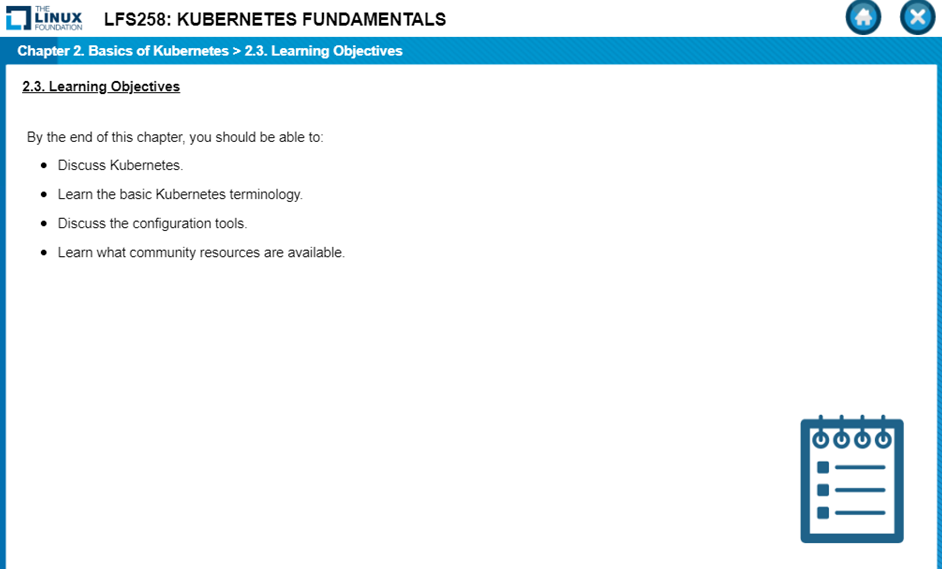 THE
LINUX
FOUNDATION
LFS258: KUBERNETES FUNDAMENTALS
Chapter 2. Basics of Kubernetes > 2.3. Learning Objectives
2.3. Learning Objectives
By the end of this chapter, you should be able to:
• Discuss Kubernetes.
• Learn the basic Kubernetes terminology.
• Discuss the configuration tools.
• Learn what community resources are available.